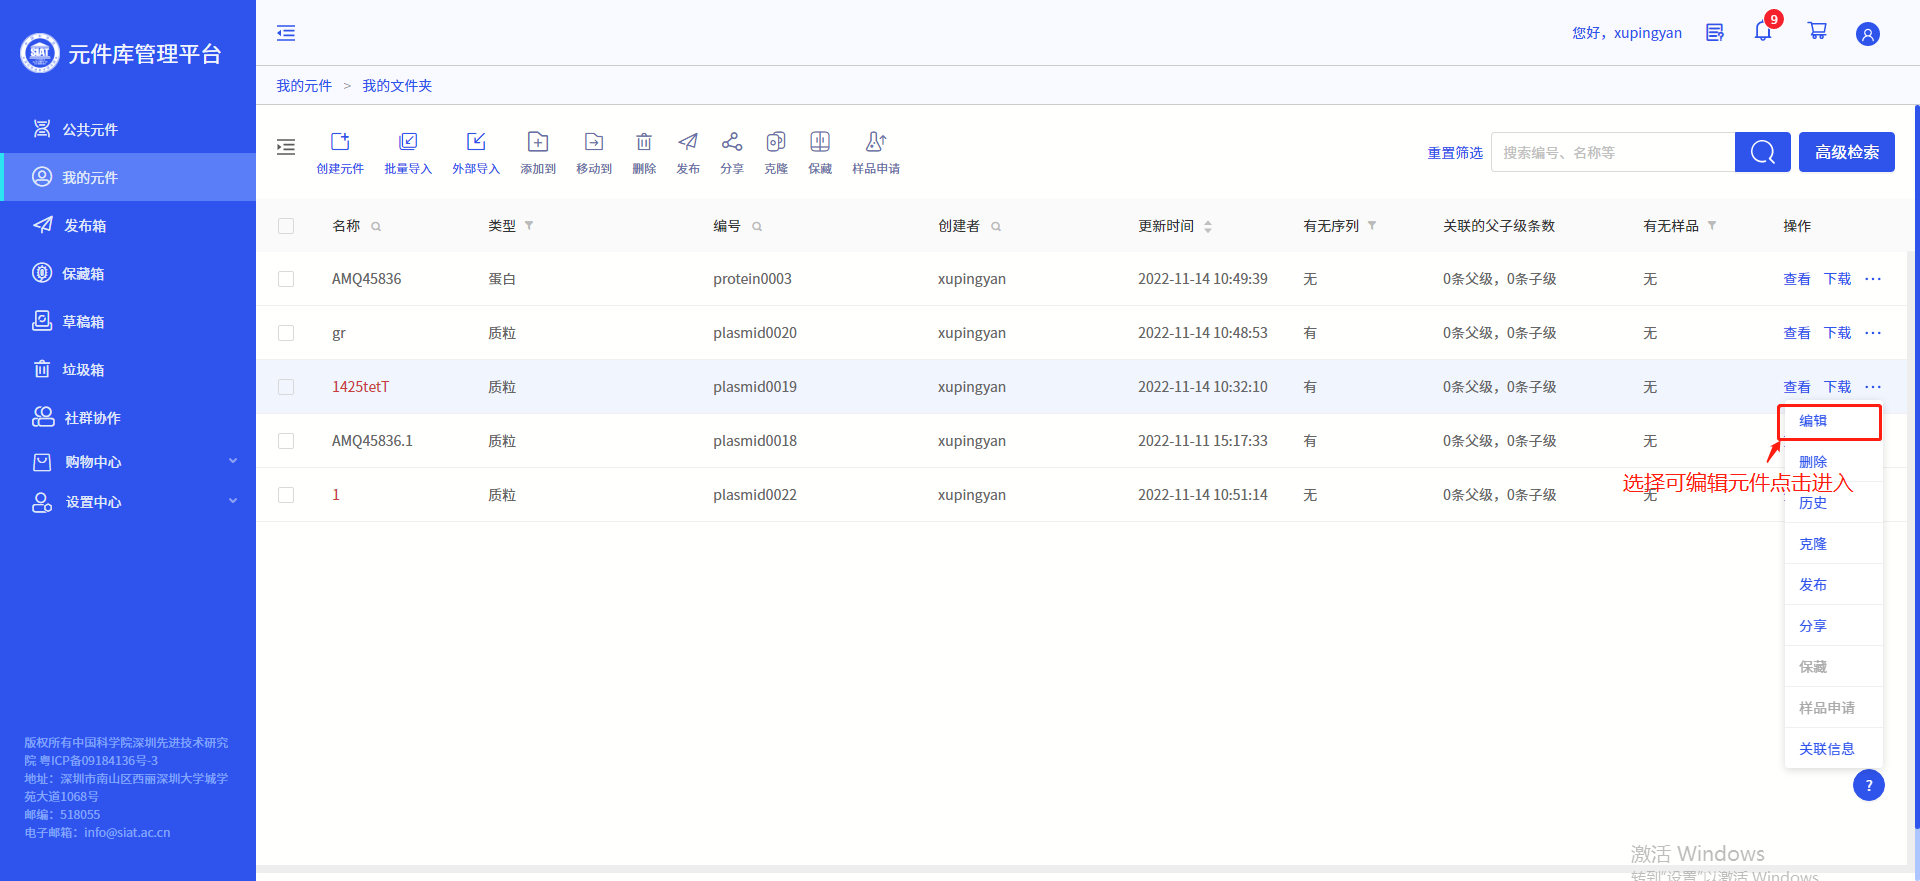 SIAT 元件库管理平台
公共元件
我的元件
发布箱
保藏箱
草稿箱
垃圾箱
社群协作
购物中心
设置中心
版权所有中国科学院深圳先进技术研究
院 粤ICP备09184136号-3
地址：深圳市南山区西丽深圳大学城学
苑大道1068号
邮编：518055
电子邮箱：info@siat.ac.cn
您好，xupingyan 9
我的元件 > 我的文件夹
创建元件 批量导入 外部导入 添加到 移动到 删除 发布 分享 克隆 保藏 样品申请
重置筛选 搜索编号、名称等 高级检索
名称 类型 编号 创建者 更新时间 有无序列 关联的父子级条数 有无样品 操作
AMQ45836 蛋白 protein0003 xupingyan 2022-11-14 10:49:39 无 0条父级，0条子级 无 查看 下载 ···
gr 质粒 plasmid0020 xupingyan 2022-11-14 10:48:53 有 0条父级，0条子级 无 查看 下载 ···
1425tetT 质粒 plasmid0019 xupingyan 2022-11-14 10:32:10 有 0条父级，0条子级 无 查看 下载 ···
AMQ45836.1 质粒 plasmid0018 xupingyan 2022-11-11 15:17:33 有 0条父级，0条子级 无
1 质粒 plasmid0022 xupingyan 2022-11-14 10:51:14 无 0条父级，0条子级 无
编辑
删除
选择可编辑元件点击进入
历史
克隆
发布
分享
保藏
样品申请
关联信息
?
激活 Windows
转到"设置"以激活 Windows